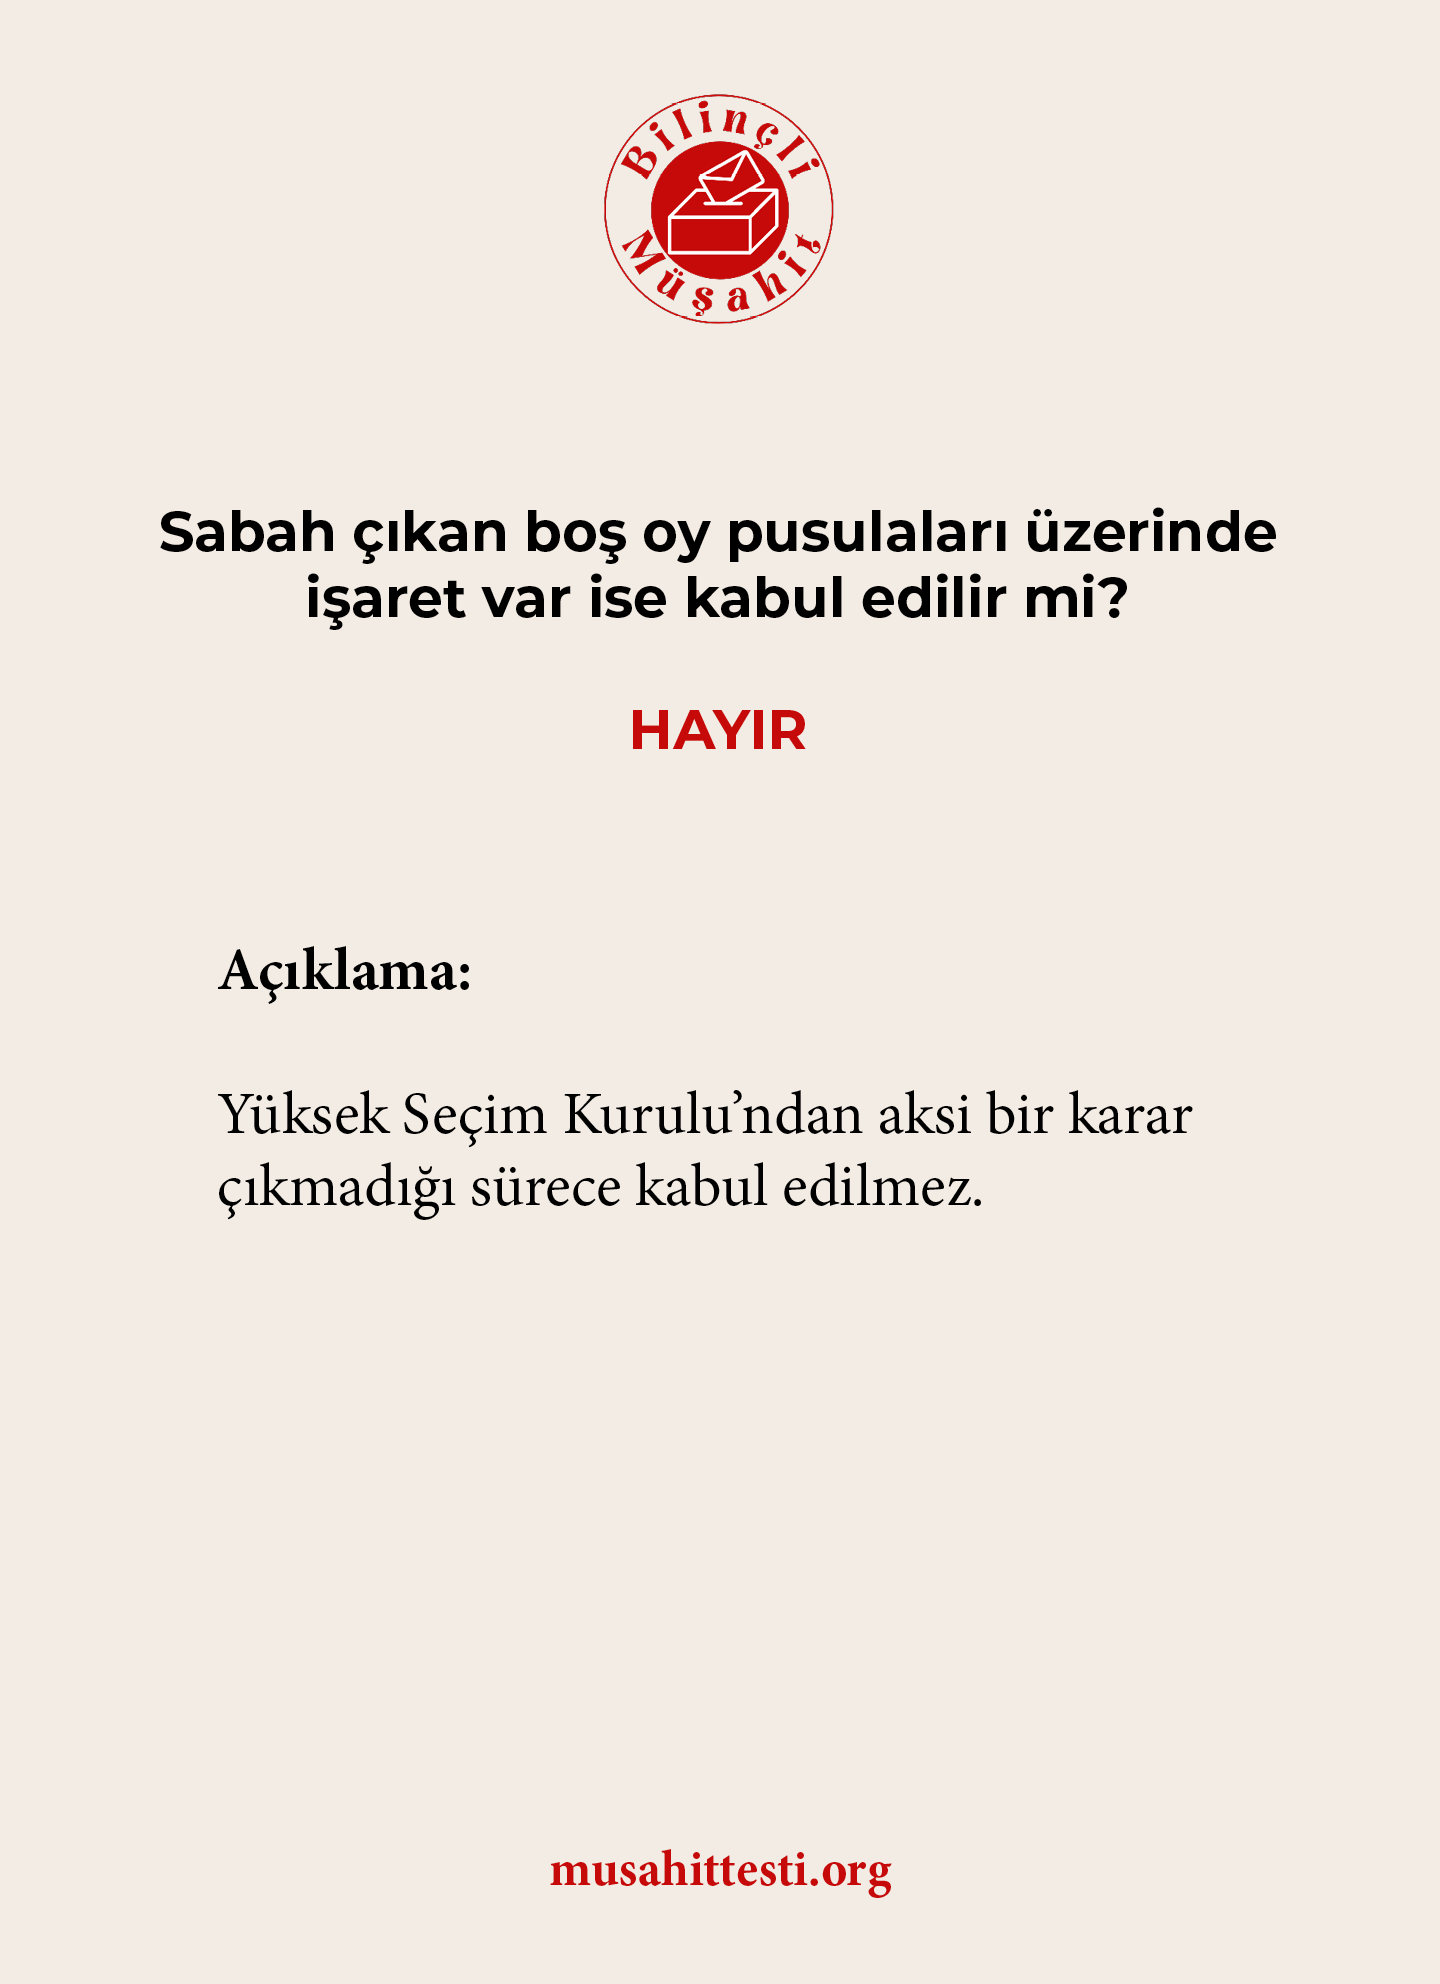 Bilinçli
Müşahit
Sabah çıkan boş oy pusulaları üzerinde
işaret var ise kabul edilir mi?
HAYIR
Açıklama:
Yüksek Seçim Kurulu’ndan aksi bir karar
çıkmadığı sürece kabul edilmez.
musahittesti.org